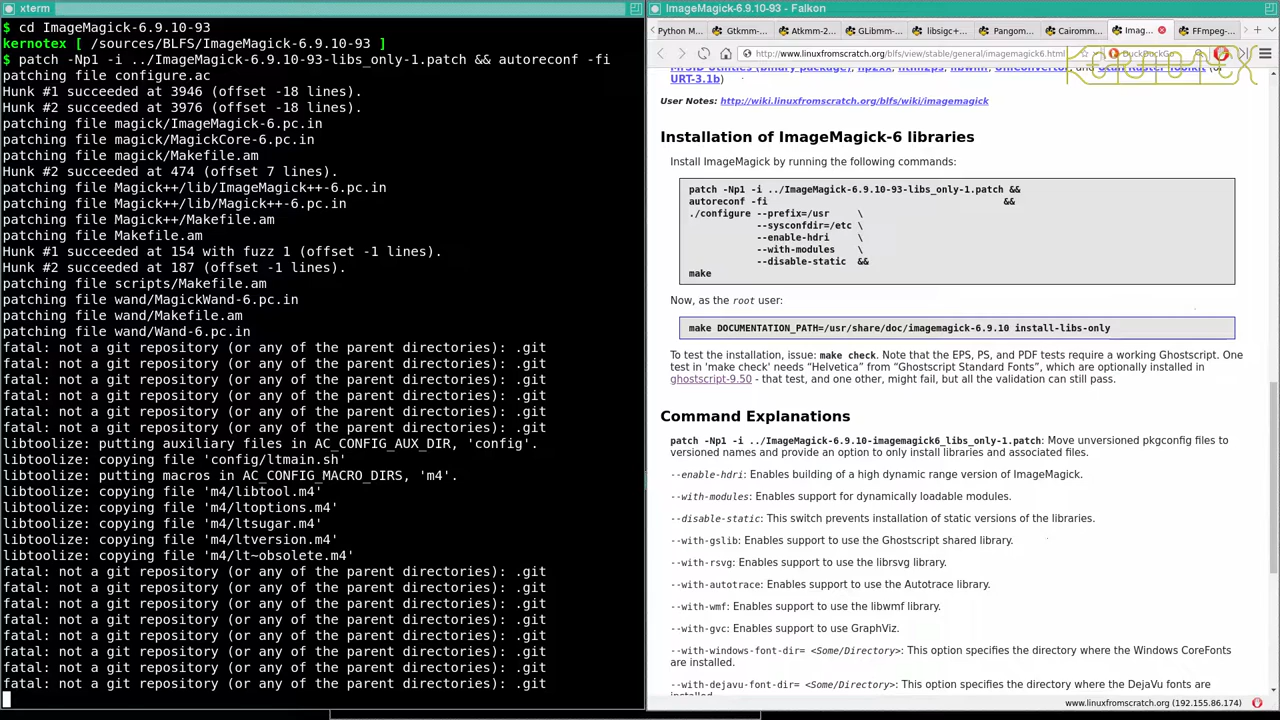 xterm
$ cd ImageMagick-6.9.10-93
kernotex [ /sources/BLFS/ImageMagick-6.9.10-93 ]
$ patch -Np1 -i ../ImageMagick-6.9.10-93-libs_only-1.patch && autoreconf -fi
patching file configure.ac
Hunk #1 succeeded at 3946 (offset -18 lines).
Hunk #2 succeeded at 3976 (offset -18 lines).
patching file magick/ImageMagick-6.pc.in
patching file magick/MagickCore-6.pc.in
patching file magick/Makefile.am
Hunk #2 succeeded at 474 (offset 7 lines).
patching file Magick++/lib/ImageMagick++-6.pc.in
patching file Magick++/lib/Magick++-6.pc.in
patching file Magick++/Makefile.am
patching file Makefile.am
Hunk #1 succeeded at 154 with fuzz 1 (offset -1 lines).
Hunk #2 succeeded at 187 (offset -1 lines).
patching file scripts/Makefile.am
patching file wand/MagickWand-6.pc.in
patching file wand/Makefile.am
patching file wand/Wand-6.pc.in
fatal: not a git repository (or any of the parent directories): .git
fatal: not a git repository (or any of the parent directories): .git
fatal: not a git repository (or any of the parent directories): .git
fatal: not a git repository (or any of the parent directories): .git
fatal: not a git repository (or any of the parent directories): .git
fatal: not a git repository (or any of the parent directories): .git
libtoolize: putting auxiliary files in AC_CONFIG_AUX_DIR, 'config'.
libtoolize: copying file 'config/ltmain.sh'
libtoolize: putting macros in AC_CONFIG_MACRO_DIRS, 'm4'.
libtoolize: copying file 'm4/libtool.m4'
libtoolize: copying file 'm4/ltoptions.m4'
libtoolize: copying file 'm4/ltsugar.m4'
libtoolize: copying file 'm4/ltversion.m4'
libtoolize: copying file 'm4/lt~obsolete.m4'
fatal: not a git repository (or any of the parent directories): .git
fatal: not a git repository (or any of the parent directories): .git
fatal: not a git repository (or any of the parent directories): .git
fatal: not a git repository (or any of the parent directories): .git
fatal: not a git repository (or any of the parent directories): .git
fatal: not a git repository (or any of the parent directories): .git
fatal: not a git repository (or any of the parent directories): .git
fatal: not a git repository (or any of the parent directories): .git
ImageMagick-6.9.10-93 - Falkon
Python M... Gtkmm-... Atkmm-2... GLibmm-... libsigc+... Pangom... Cairomm... Imag... FFmpeg-...
http://www.linuxfromscratch.org/blfs/view/stable/general/imagemagick6.html DuckDuckGo
KERNOTEX
URT-3.1b)
User Notes: http://wiki.linuxfromscratch.org/blfs/wiki/imagemagick
Installation of ImageMagick-6 libraries
Install ImageMagick by running the following commands:
patch -Np1 -i ../ImageMagick-6.9.10-93-libs_only-1.patch &&
autoreconf -fi &&
./configure --prefix=/usr \
--sysconfdir=/etc \
--enable-hdri \
--with-modules \
--disable-static &&
make
Now, as the root user:
make DOCUMENTATION_PATH=/usr/share/doc/imagemagick-6.9.10 install-libs-only
To test the installation, issue: make check. Note that the EPS, PS, and PDF tests require a working Ghostscript. One
test in 'make check' needs “Helvetica” from “Ghostscript Standard Fonts”, which are optionally installed in
ghostscript-9.50 - that test, and one other, might fail, but all the validation can still pass.
Command Explanations
patch -Np1 -i ../ImageMagick-6.9.10-imagemagick6_libs_only-1.patch: Move unversioned pkgconfig files to
versioned names and provide an option to only install libraries and associated files.
--enable-hdri: Enables building of a high dynamic range version of ImageMagick.
--with-modules: Enables support for dynamically loadable modules.
--disable-static: This switch prevents installation of static versions of the libraries.
--with-gslib: Enables support to use the Ghostscript shared library.
--with-rsvg: Enables support to use the librsvg library.
--with-autotrace: Enables support to use the Autotrace library.
--with-wmf: Enables support to use the libwmf library.
--with-gvc: Enables support to use GraphViz.
--with-windows-font-dir= <Some/Directory>: This option specifies the directory where the Windows CoreFonts
are installed.
--with-dejavu-font-dir= <Some/Directory>: This option specifies the directory where the DejaVu fonts are
www.linuxfromscratch.org (192.155.86.174)